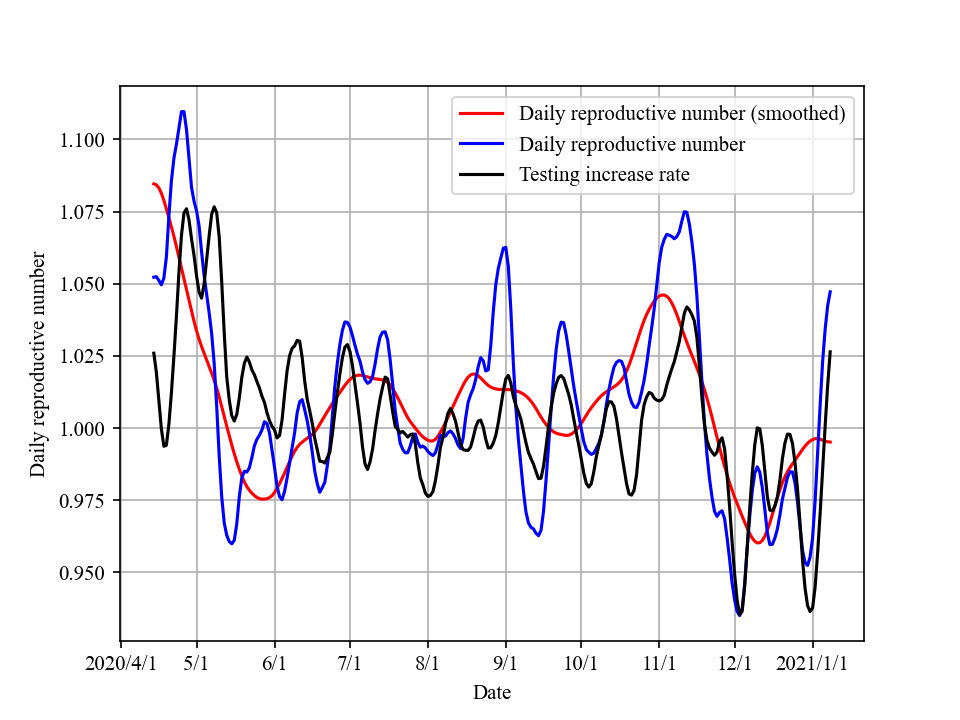 Daily reproductive number (smoothed)
Daily reproductive number
Testing increase rate
1.100
1.075
1.050
1.025
1.000
0.975
0.950
Daily reproductive number
2020/4/1 5/1 6/1 7/1 8/1 9/1 10/1 11/1 12/1 2021/1/1
Date